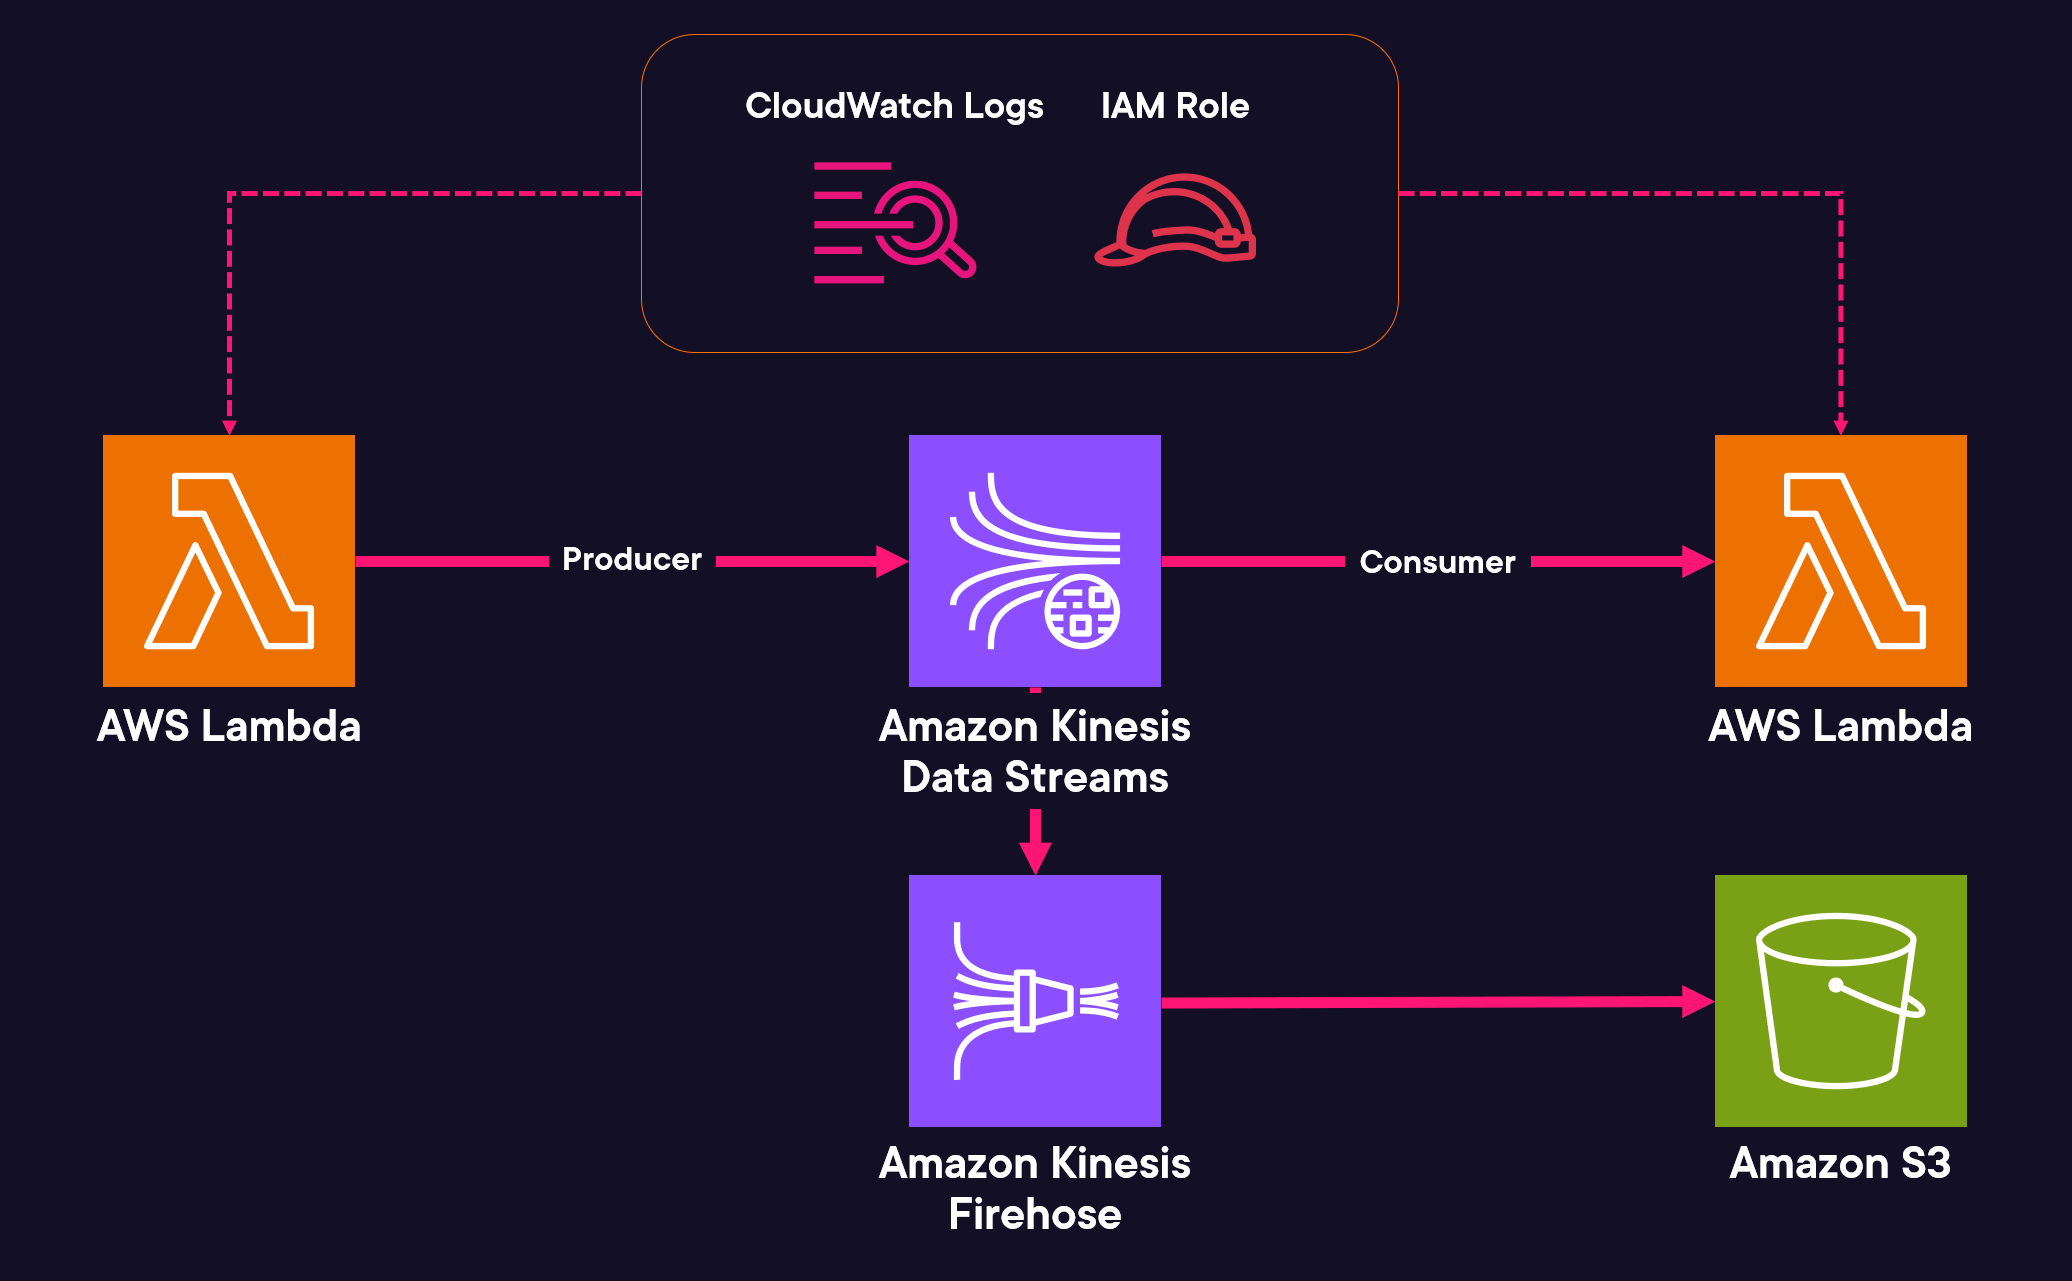 CloudWatch Logs
IAM Role
Producer
Consumer
AWS Lambda
Amazon Kinesis
Data Streams
AWS Lambda
Amazon Kinesis
Firehose
Amazon S3